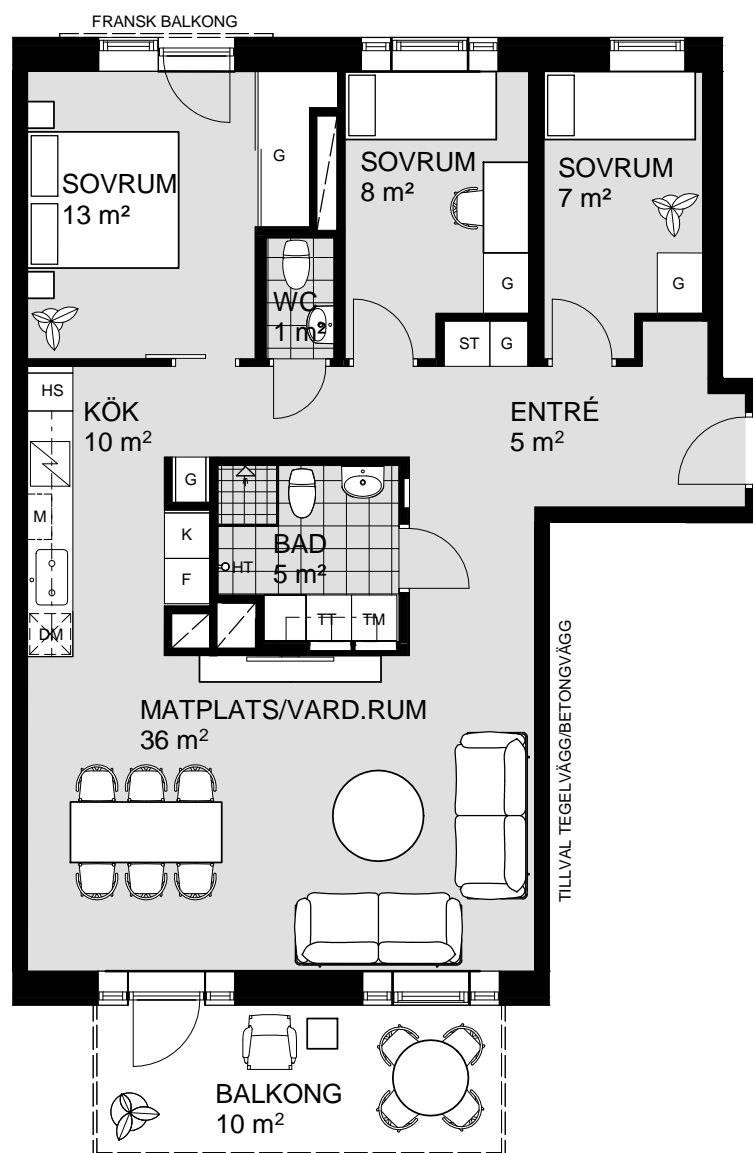 FRANSK BALKONG
G
SOVRUM
13 m²
SOVRUM
8 m²
SOVRUM
7 m²
G
G
WC
1 m²
ST
G
HS
KÖK
10 m²
ENTRÉ
5 m²
G
M
K
BAD
5 m²
HT
F
DM
TT
TM
MATPLATS/VARD.RUM
36 m²
TILLVAL TEGELVÄGG/BETONGVÄGG
BALKONG
10 m²